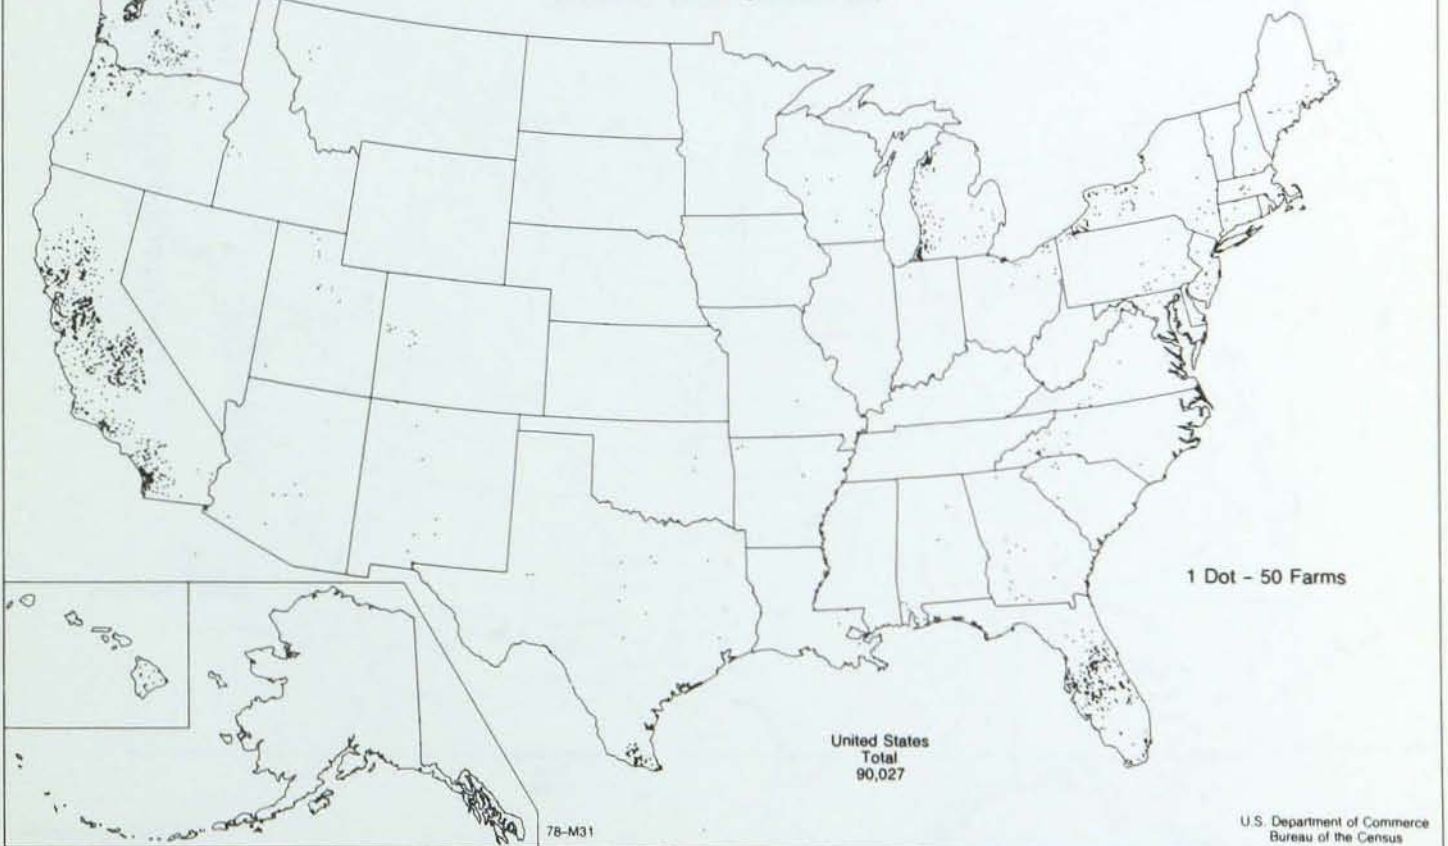 1 Dot – 50 Farms
United States
Total
90,027
78–M31
U.S. Department of Commerce
Bureau of the Census